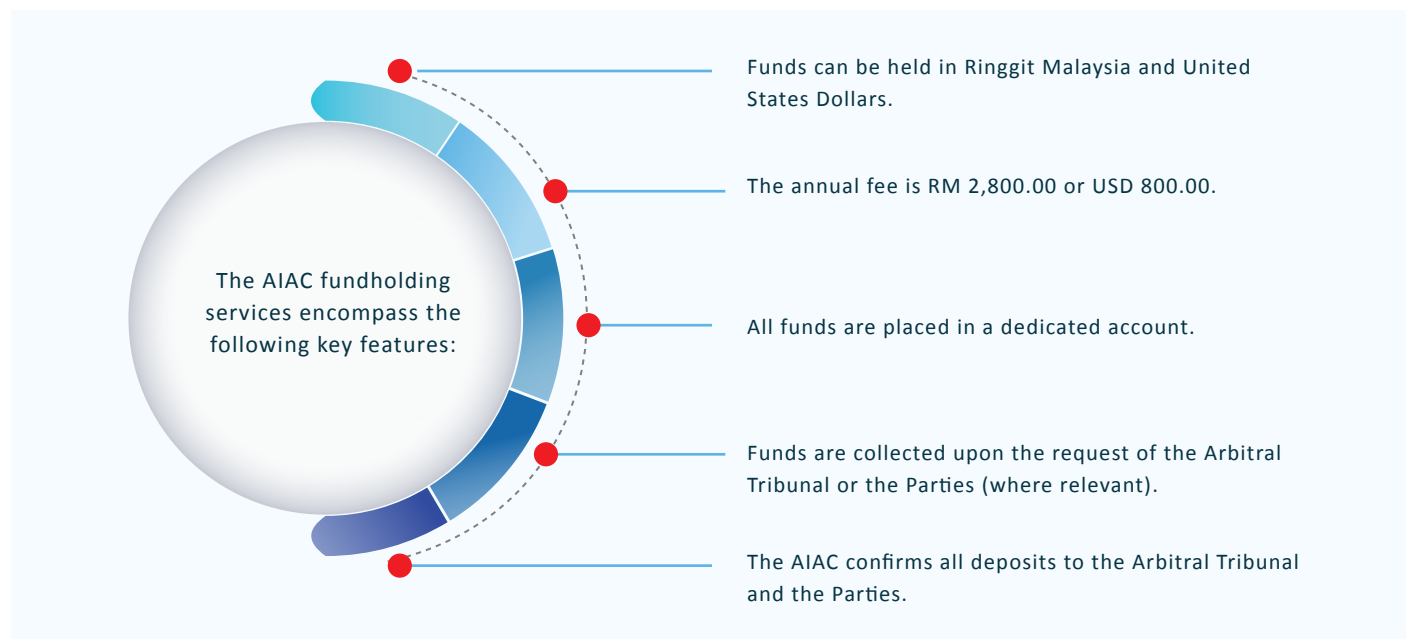 The AIAC fundholding
services encompass the
following key features:
Funds can be held in Ringgit Malaysia and United
States Dollars.
The annual fee is RM 2,800.00 or USD 800.00.
All funds are placed in a dedicated account.
Funds are collected upon the request of the Arbitral
Tribunal or the Parties (where relevant).
The AIAC confirms all deposits to the Arbitral Tribunal
and the Parties.